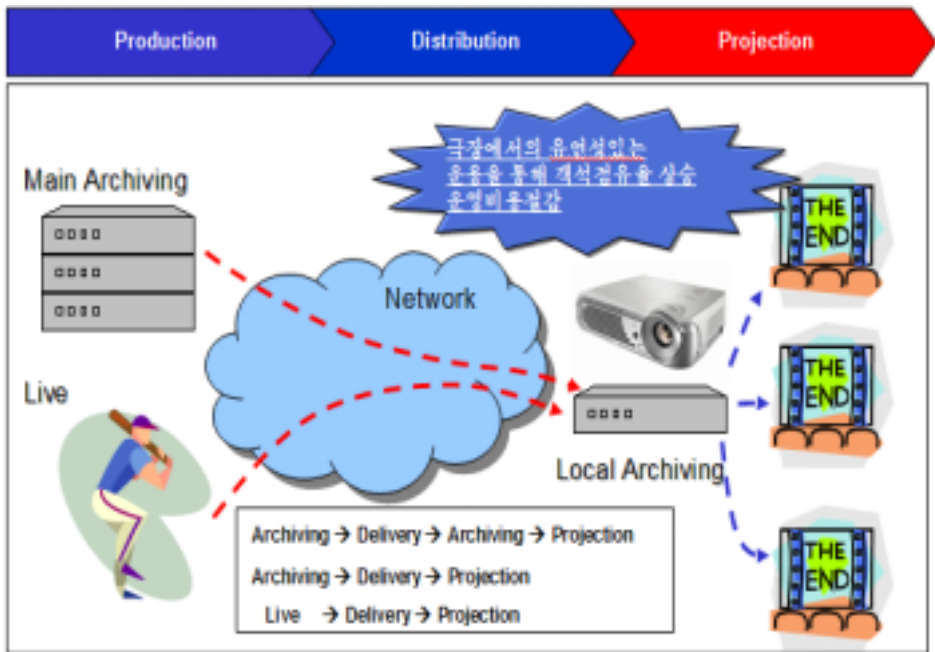 Production
Distribution
Projection
극장에서의 유연성있는
운용을 통해 객석점유율 상승
운영비용절감
Main Archiving
Network
Live
Local Archiving
THE
END
THE
END
THE
END
Archiving → Delivery → Archiving → Projection
Archiving → Delivery → Projection
Live → Delivery → Projection